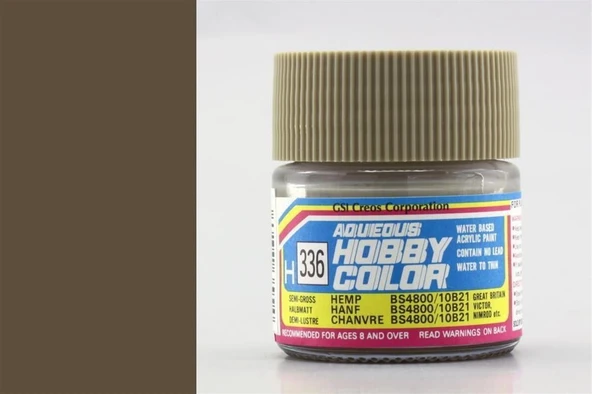 GSI Creos Corporation
AQUEOUS
HOBBY
COLOR
WATER BASED
ACRYLIC PAINT
CONTAIN NO LEAD
WATER TO THIN
H 336
SEMI-GROSS HEMP BS4800/10B21 GREAT BRITAIN
HALBMATT HANF BS4800/10B21 VICTOR,
DEMI-LUSTRE CHANVRE BS4800/10B21 NIMROD etc.
RECOMMENDED FOR AGES 8 AND OVER READ WARNINGS ON BACK